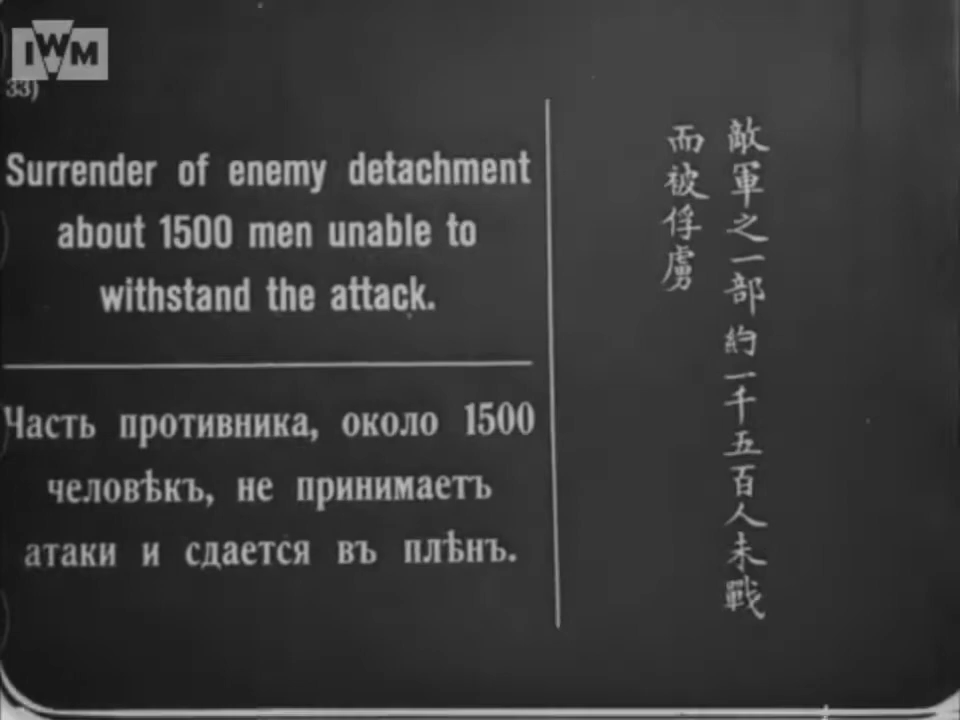 IWM
33)
Surrender of enemy detachment
about 1500 men unable to
withstand the attack.
Часть противника, около 1500
человѣкъ, не принимаетъ
атаки и сдается въ плѣнъ.
敵軍之一部約一千五百人未戰
而被俘虜